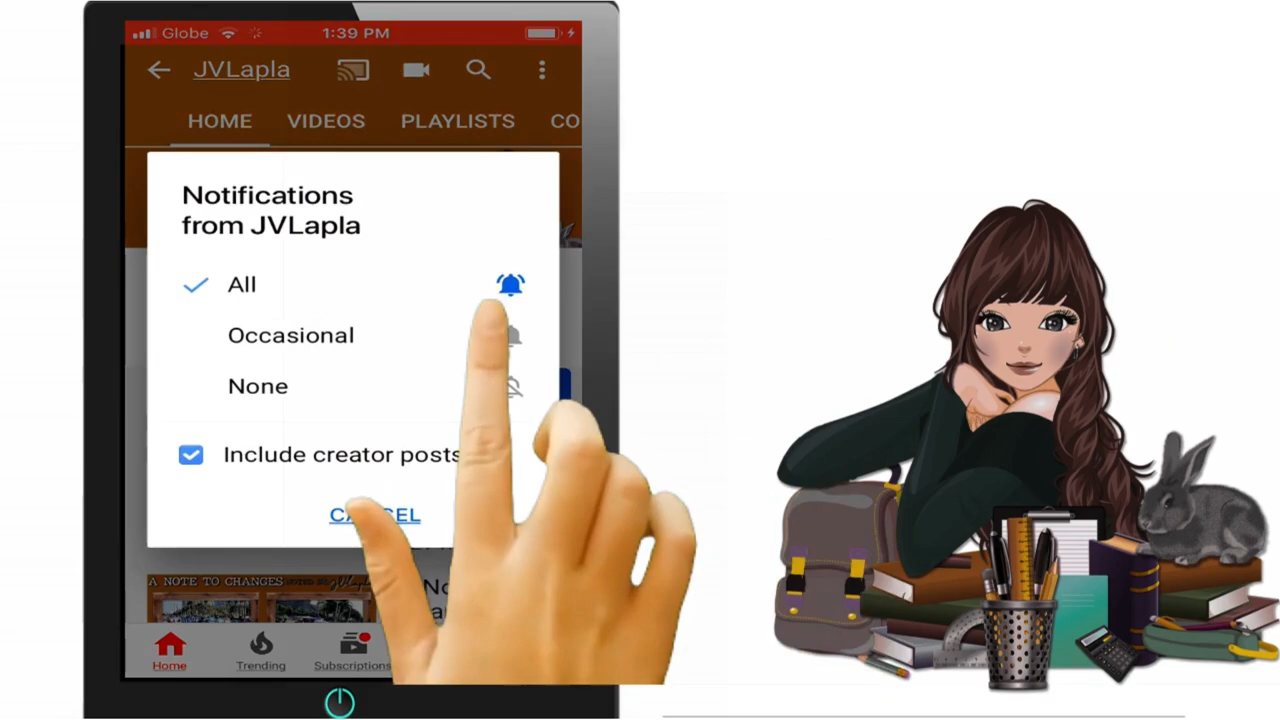 Globe
1:39 PM
JVLapla
HOME VIDEOS PLAYLISTS CO
Notifications
from JVLapla
All
Occasional
None
Include creator posts
A NOTE TO CHANGES
Home Trending Subscriptions